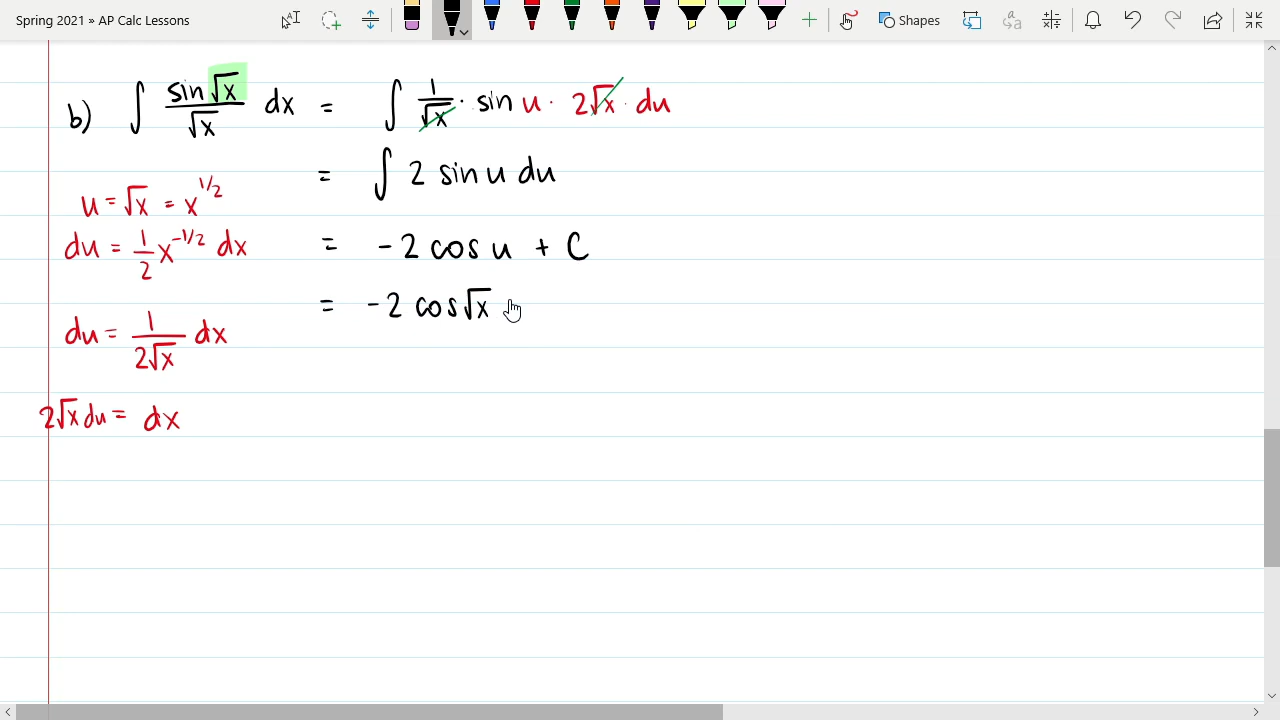 Spring 2021 » AP Calc Lessons
Shapes
b) ∫ sin√x / √x dx = ∫ 1/√x · sin u · 2√x · du
= ∫ 2 sin u du
u = √x = x^1/2
du = 1/2 x^-1/2 dx
= -2 cos u + C
= -2 cos√x
du = 1/2√x dx
2√x du = dx